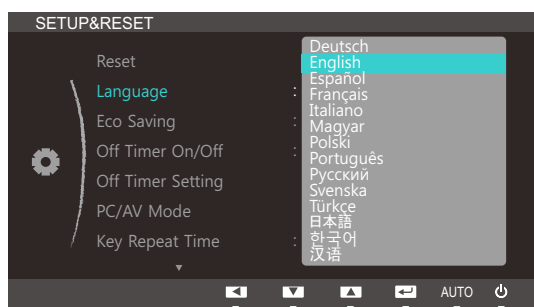 SETUP&RESET
Reset
Language :
Eco Saving :
Off Timer On/Off :
Off Timer Setting
PC/AV Mode
Key Repeat Time :
Deutsch
English
Español
Français
Italiano
Magyar
Polski
Português
Русский
Svenska
Türkçe
日本語
한국어
汉语
AUTO